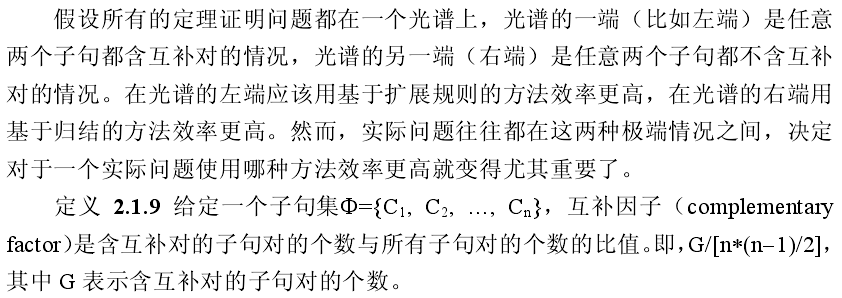 假设所有的定理证明问题都在一个光谱上，光谱的一端（比如左端）是任意
两个子句都含互补对的情况，光谱的另一端（右端）是任意两个子句都不含互补
对的情况。在光谱的左端应该用基于扩展规则的方法效率更高，在光谱的右端用
基于归结的方法效率更高。然而，实际问题往往都在这两种极端情况之间，决定
对于一个实际问题使用哪种方法效率更高就变得尤其重要了。
定义 2.1.9 给定一个子句集Φ={C₁, C₂, …, Cₙ}，互补因子（complementary
factor）是含互补对的子句对的个数与所有子句对的个数的比值。即，G/[n*(n–1)/2]，
其中 G 表示含互补对的子句对的个数。